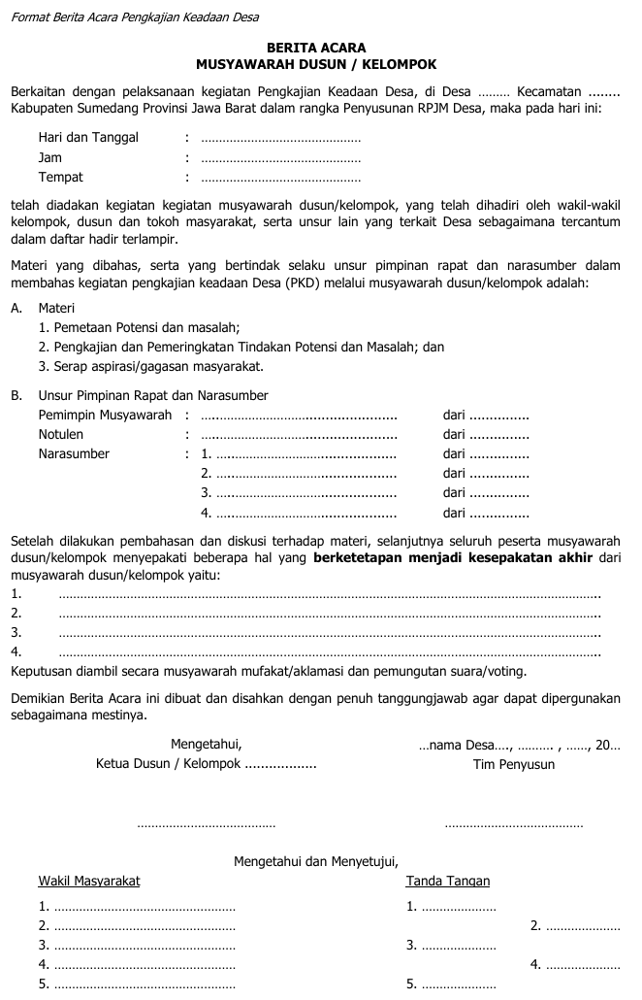 Format Berita Acara Pengkajian Keadaan Desa
BERITA ACARA
MUSYAWARAH DUSUN / KELOMPOK
Berkaitan dengan pelaksanaan kegiatan Pengkajian Keadaan Desa, di Desa ……… Kecamatan ........
Kabupaten Sumedang Provinsi Jawa Barat dalam rangka Penyusunan RPJM Desa, maka pada hari ini:
Hari dan Tanggal : ………………………………………
Jam : ………………………………………
Tempat : ………………………………………
telah diadakan kegiatan kegiatan musyawarah dusun/kelompok, yang telah dihadiri oleh wakil-wakil
kelompok, dusun dan tokoh masyarakat, serta unsur lain yang terkait Desa sebagaimana tercantum
dalam daftar hadir terlampir.
Materi yang dibahas, serta yang bertindak selaku unsur pimpinan rapat dan narasumber dalam
membahas kegiatan pengkajian keadaan Desa (PKD) melalui musyawarah dusun/kelompok adalah:
A. Materi
1. Pemetaan Potensi dan masalah;
2. Pengkajian dan Pemeringkatan Tindakan Potensi dan Masalah; dan
3. Serap aspirasi/gagasan masyarakat.
B. Unsur Pimpinan Rapat dan Narasumber
Pemimpin Musyawarah : …..……………………..................... dari ...............
Notulen : …..……………………..................... dari ...............
Narasumber : 1. …..……………………................... dari ...............
2. …..……………………................... dari ...............
3. …..……………………................... dari ...............
4. …..……………………................... dari ...............
Setelah dilakukan pembahasan dan diskusi terhadap materi, selanjutnya seluruh peserta musyawarah
dusun/kelompok menyepakati beberapa hal yang berketetapan menjadi kesepakatan akhir dari
musyawarah dusun/kelompok yaitu:
1. ………………………………………………………………………………………………………………………………..
2. ………………………………………………………………………………………………………………………………..
3. ………………………………………………………………………………………………………………………………..
4. ………………………………………………………………………………………………………………………………..
Keputusan diambil secara musyawarah mufakat/aklamasi dan pemungutan suara/voting.
Demikian Berita Acara ini dibuat dan disahkan dengan penuh tanggungjawab agar dapat dipergunakan
sebagaimana mestinya.
Mengetahui, …nama Desa…., ………. , ……, 20…
Ketua Dusun / Kelompok .................. Tim Penyusun
………………………………… …………………………………
Mengetahui dan Menyetujui,
Wakil Masyarakat Tanda Tangan
1. …………………………………………… 1. …………………
2. …………………………………………… 2. …………………
3. …………………………………………… 3. …………………
4. …………………………………………… 4. …………………
5. …………………………………………… 5. …………………